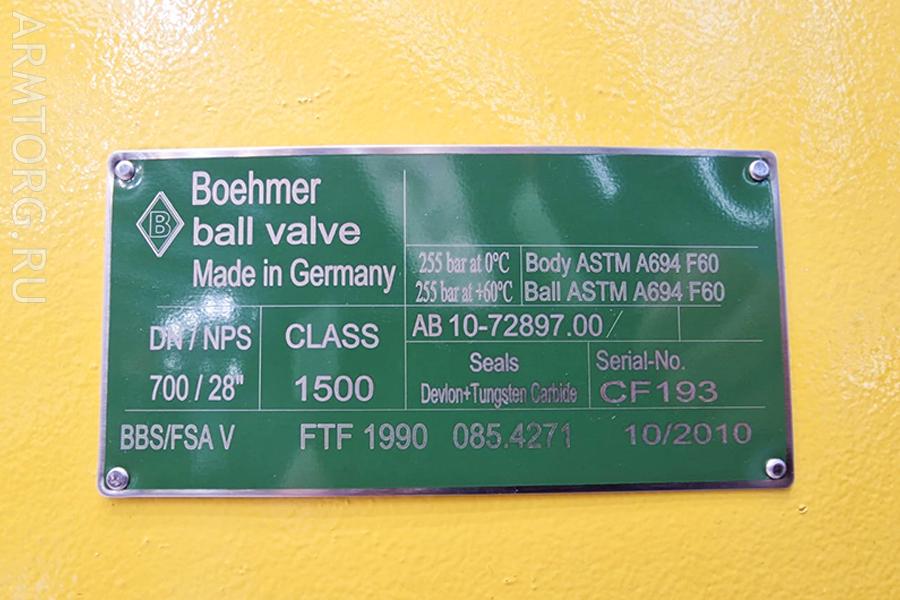 ARMTORG.RU
B
Boehmer
ball valve
Made in Germany
255 bar at 0°C
255 bar at +60°C
Body ASTM A694 F60
Ball ASTM A694 F60
DN / NPS
700 / 28"
CLASS
1500
AB 10-72897.00 /
Seals
Devlon+Tungsten Carbide
Serial-No.
CF193
BBS/FSA V FTF 1990 085.4271 10/2010